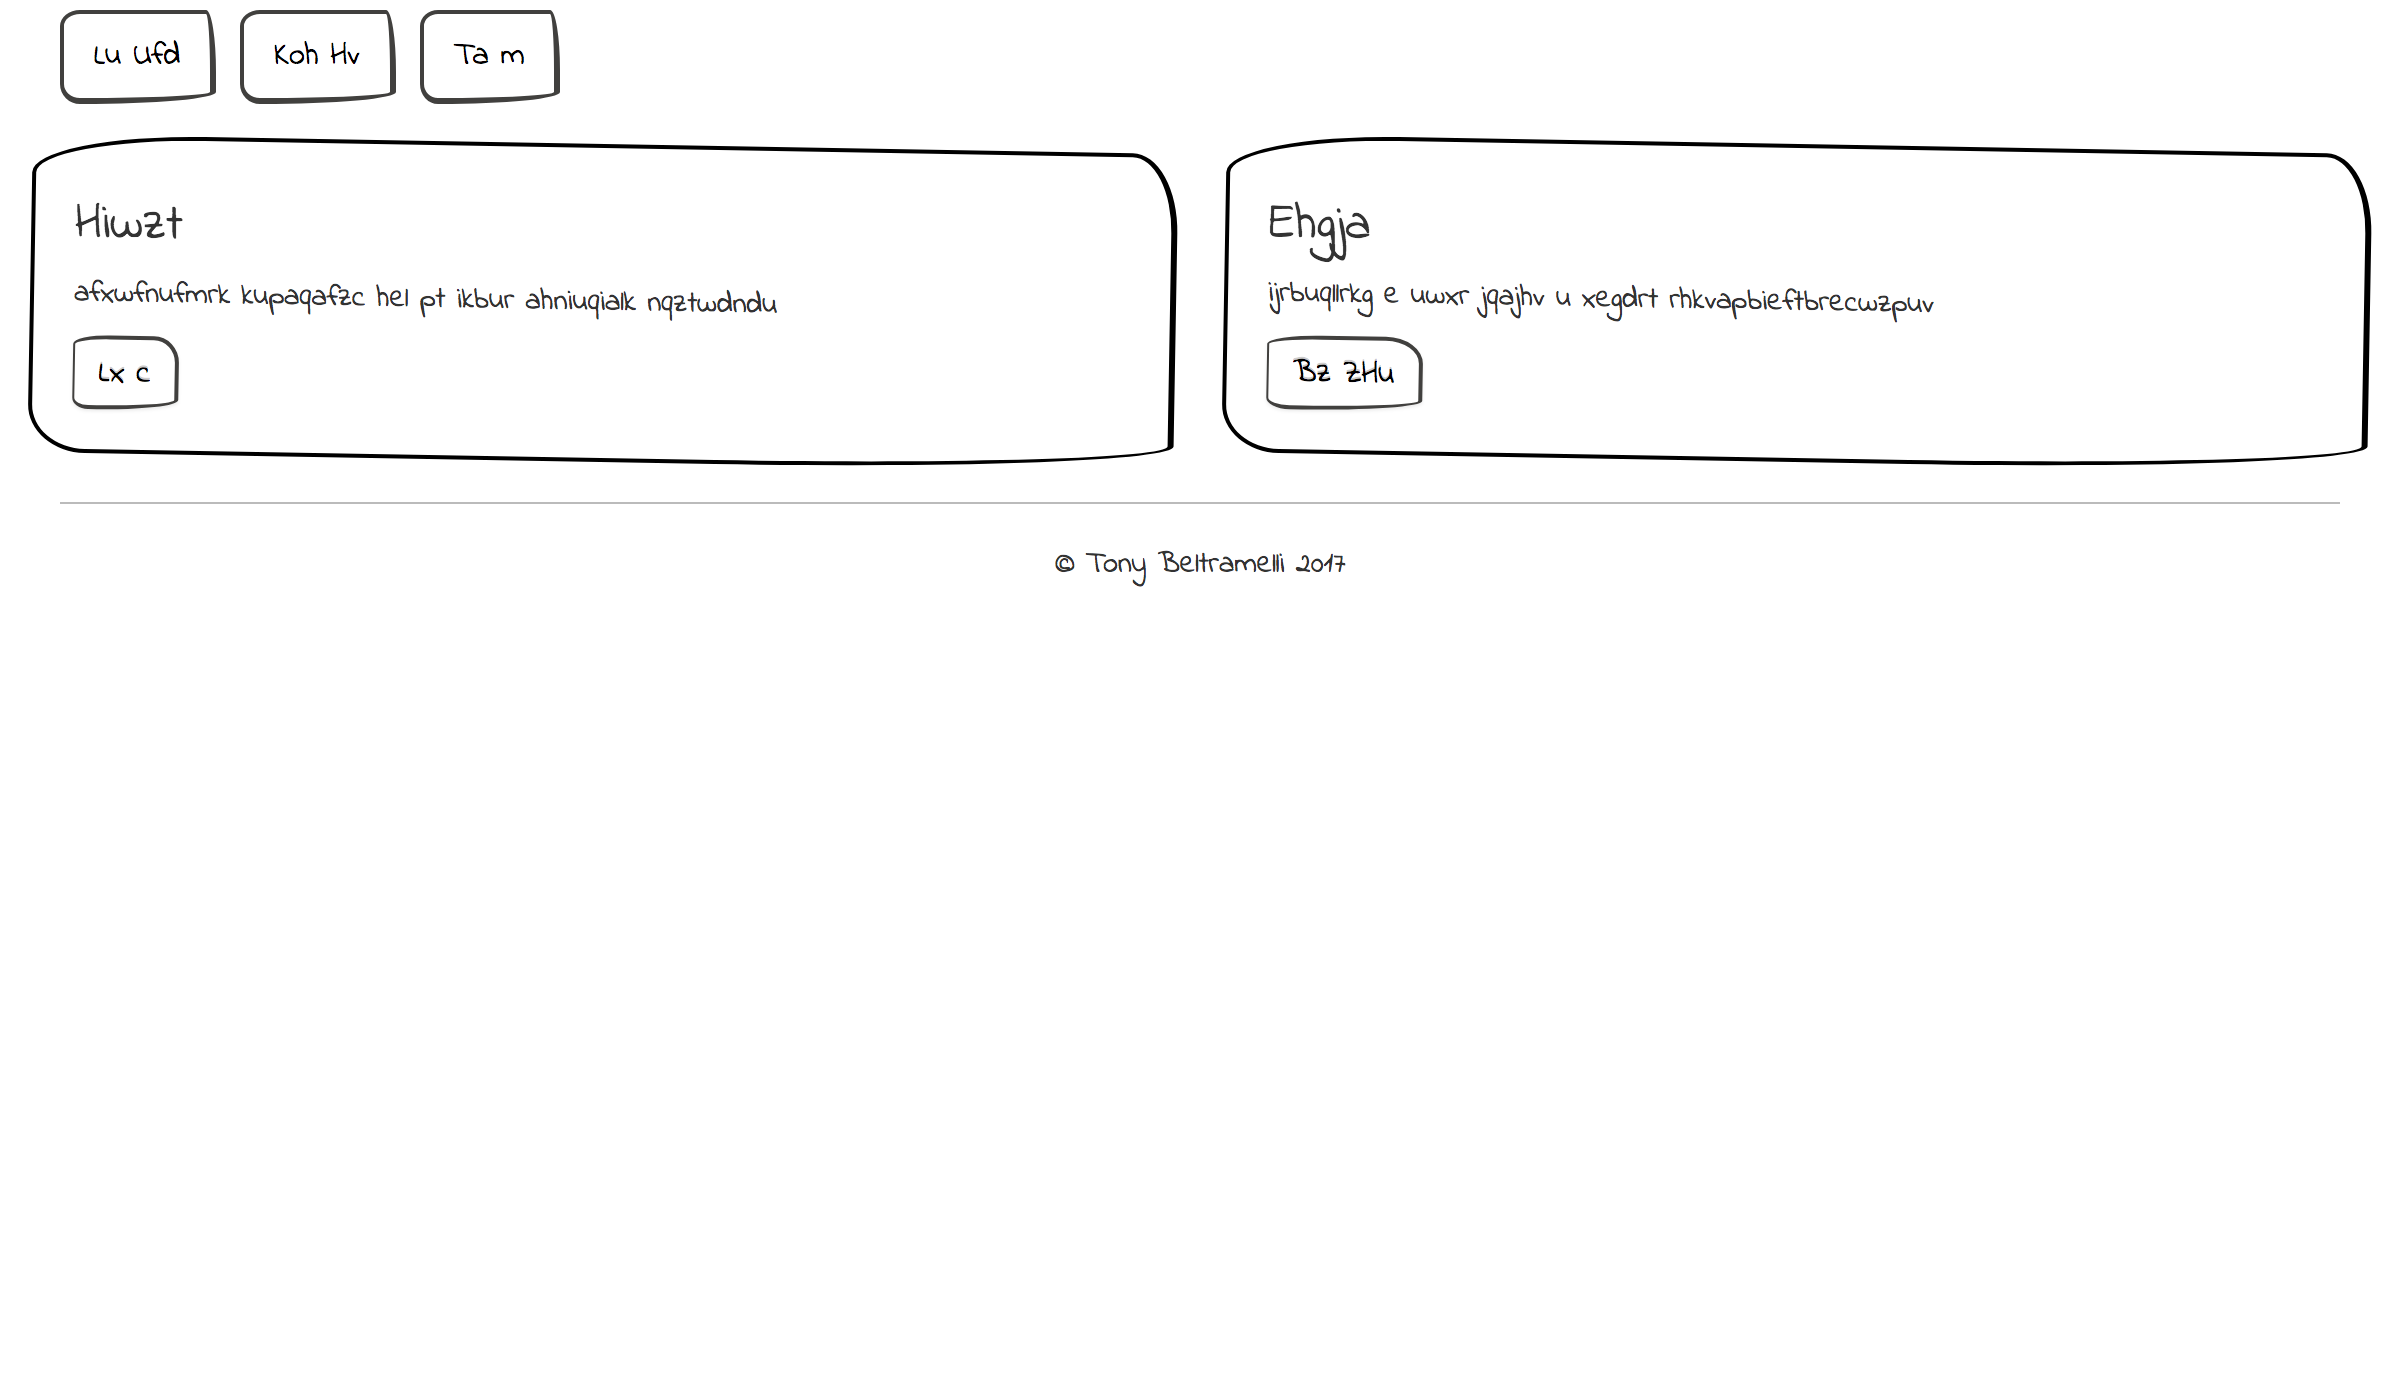 Lu Ufd
Koh Hv
Ta m
Hiwzt
afxwfnufmrk kupaqafzc hel pt ikbur ahniuqialk nqztwdndu
Lx C
Ehgja
ijrbuqllrkg e uwxr jqajhv u xegdrt rhkvapbieftbrecwzpuv
Bz ZHu
© Tony Beltramelli 2017